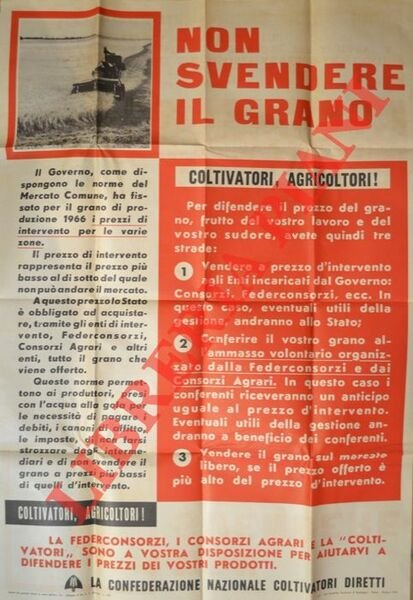 NON
SVENDERE
IL GRANO
Il Governo, come di-
spongono le norme del
Mercato Comune, ha fis-
sato per il grano di pro-
duzione 1966 i prezzi di
intervento per le varie
zone.
Il prezzo di intervento
rappresenta il prezzo più
basso al di sotto del quale
non può andare il mercato.
A questo prezzo lo Stato
è obbligato ad acquista-
re, tramite gli enti di inter-
vento, Federconsorzi,
Consorzi Agrari e altri
enti, tutto il grano che
viene offerto.
Queste norme permet-
tono ai produttori, presi
con l'acqua alla gola
le necessità di pagare i
debiti, i canoni di affitto,
le imposte, di
strozzare dagli
diari e di non svendere il
grano a prezzi più bassi
di quelli d'intervento.
COLTIVATORI, AGRICOLTORI!
Per difendere il prezzo del gra-
no, frutto del vostro lavoro e del
vostro sudore, avete quindi tre
strade:
1 Vendere a prezzo d'intervento
agli Enti incaricati dal Governo:
Consorzi, Federconsorzi, ecc. In
questo caso, eventuali utili della
gestione, andranno allo Stato;
2 Conferire il vostro grano al-
l'ammasso volontario organiz-
zato dalla Federconsorzi e dai
Consorzi Agrari. In questo caso i
conferenti riceveranno un anticipo
uguale al prezzo d'intervento.
Eventuali utili della gestione an-
dranno a beneficio dei conferenti.
3 Vendere il grano sul mercato
libero, se il prezzo offerto è
più alto del prezzo d'intervento.
COLTIVATORI, AGRICOLTORI!
LA FEDERCONSORZI, I CONSORZI AGRARI E LA "COLTI-
VATORI" SONO A VOSTRA DISPOSIZIONE PER AIUTARVI A
DIFENDERE I PREZZI DEI VOSTRI PRODOTTI.
LA CONFEDERAZIONE NAZIONALE COLTIVATORI DIRETTI